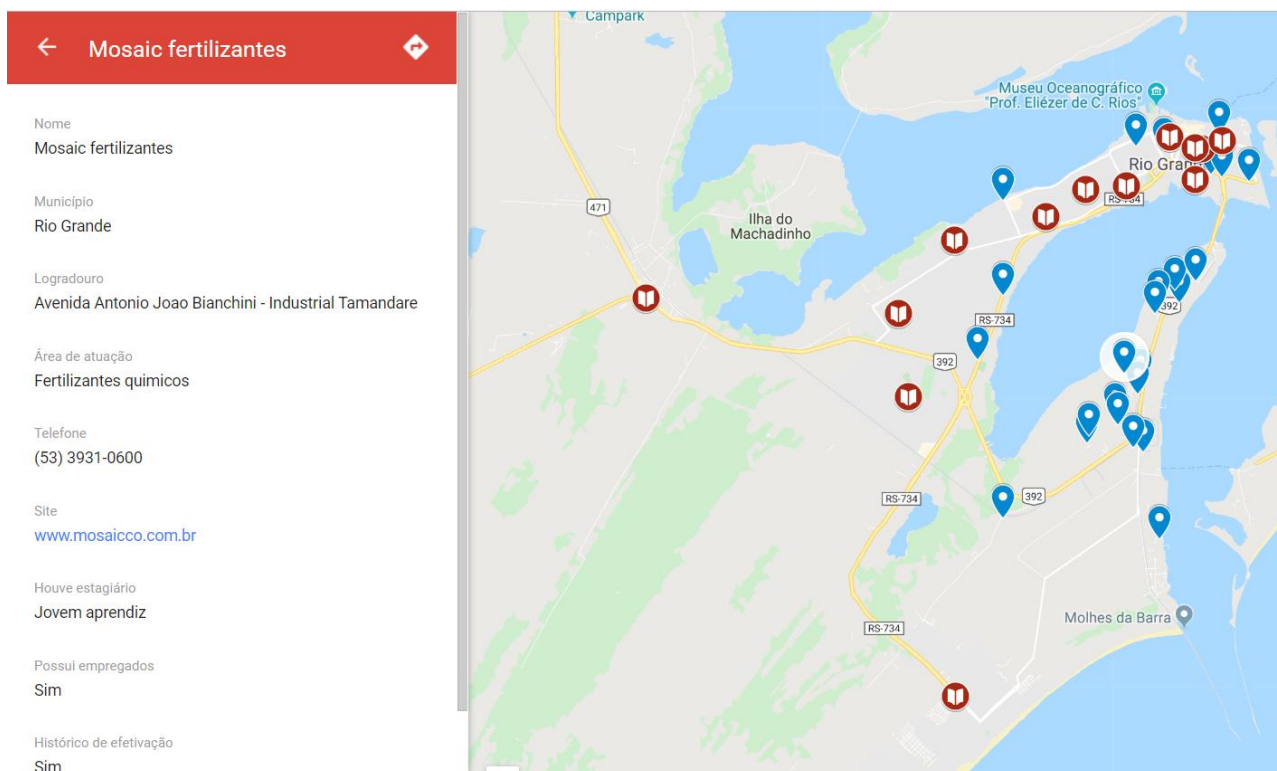 Mosaic fertilizantes
Nome
Mosaic fertilizantes
Município
Rio Grande
Logradouro
Avenida Antonio Joao Bianchini - Industrial Tamandare
Área de atuação
Fertilizantes quimicos
Telefone
(53) 3931-0600
Site
www.mosaicco.com.br
Houve estagiário
Jovem aprendiz
Possui empregados
Sim
Histórico de efetivação
Sim
Campark
Museu Oceanográfico
"Prof. Eliézer de C. Rios"
Rio Grand
RS-734
471
Ilha do
Machadinho
392
RS-734
392
RS-734
392
Molhes da Barra
RS-734